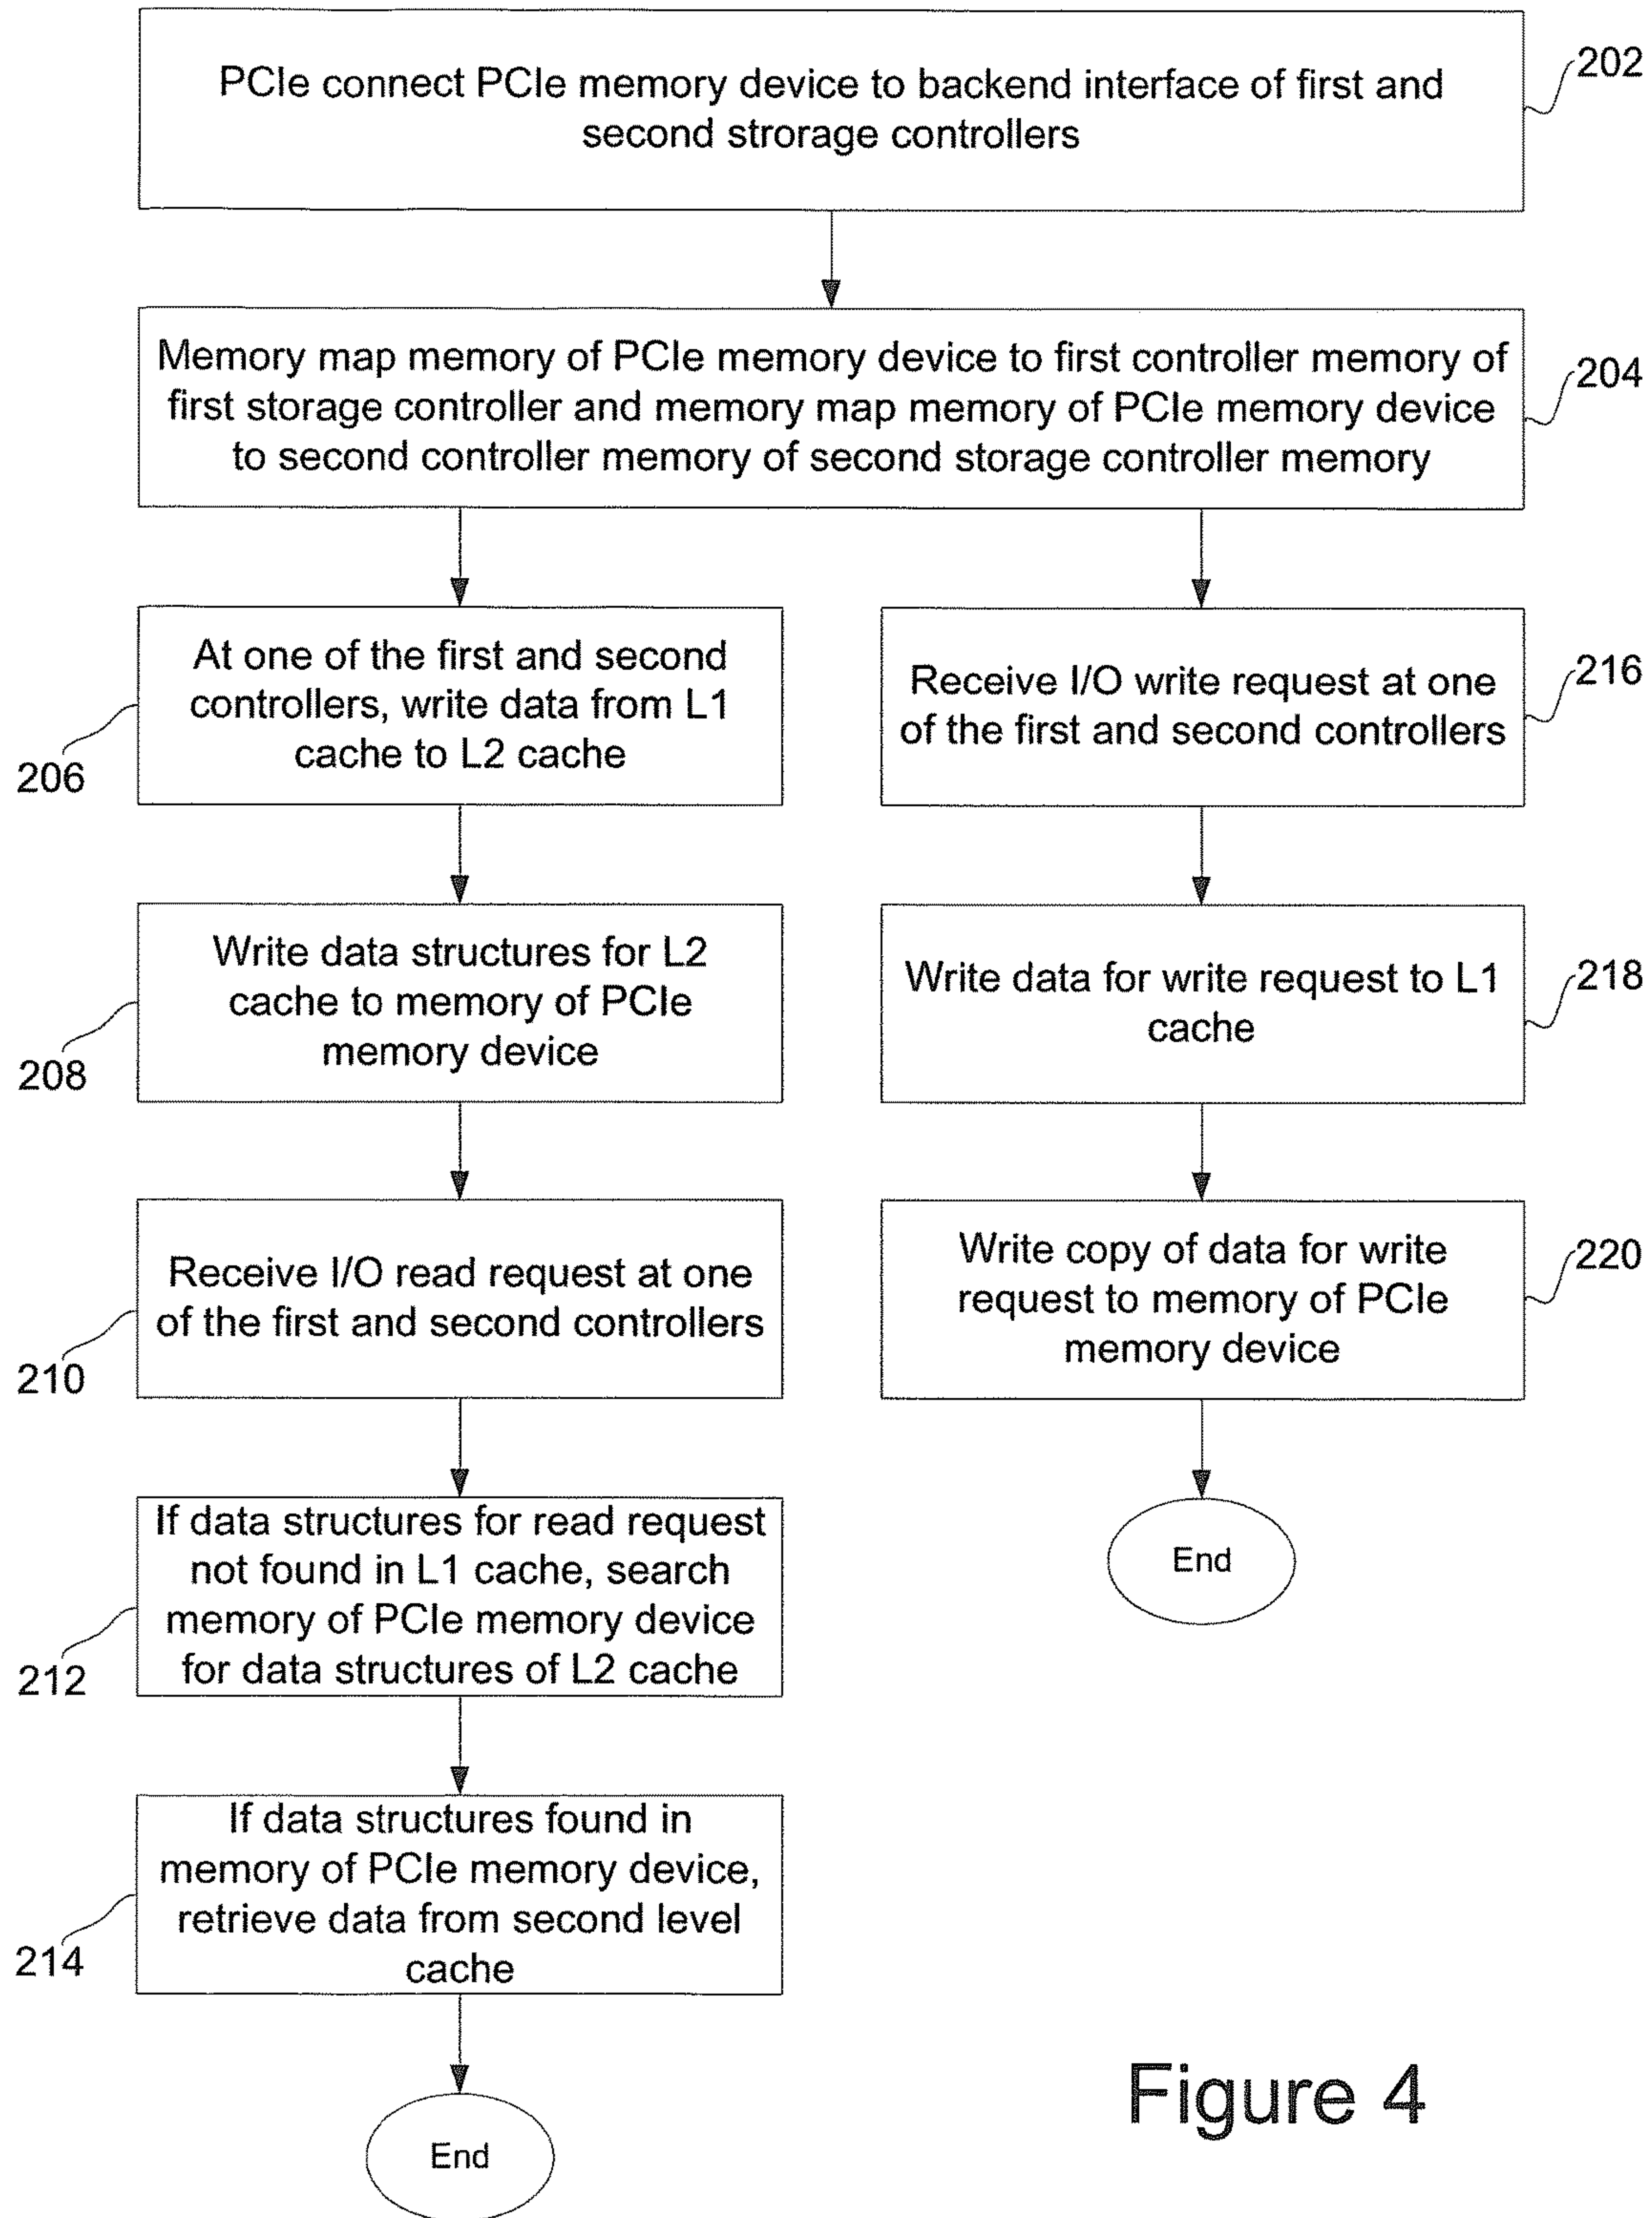 PCIe connect PCIe memory device to backend interface of first and
second strorage controllers
202
Memory map memory of PCIe memory device to first controller memory of
first storage controller and memory map memory of PCIe memory device
to second controller memory of second storage controller memory
204
At one of the first and second
controllers, write data from L1
cache to L2 cache
206
Write data structures for L2
cache to memory of PCIe
memory device
208
Receive I/O read request at one
of the first and second controllers
210
If data structures for read request
not found in L1 cache, search
memory of PCIe memory device
for data structures of L2 cache
212
If data structures found in
memory of PCIe memory device,
retrieve data from second level
cache
214
End
Receive I/O write request at one
of the first and second controllers
216
Write data for write request to L1
cache
218
Write copy of data for write
request to memory of PCIe
memory device
220
End
Figure 4